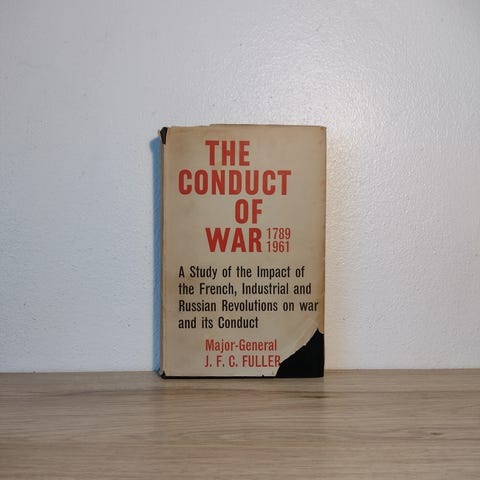 THE
CONDUCT
OF
WAR 1789
1961
A Study of the Impact of
the French, Industrial and
Russian Revolutions on war
and its Conduct
Major-General
J. F. C. FULLER